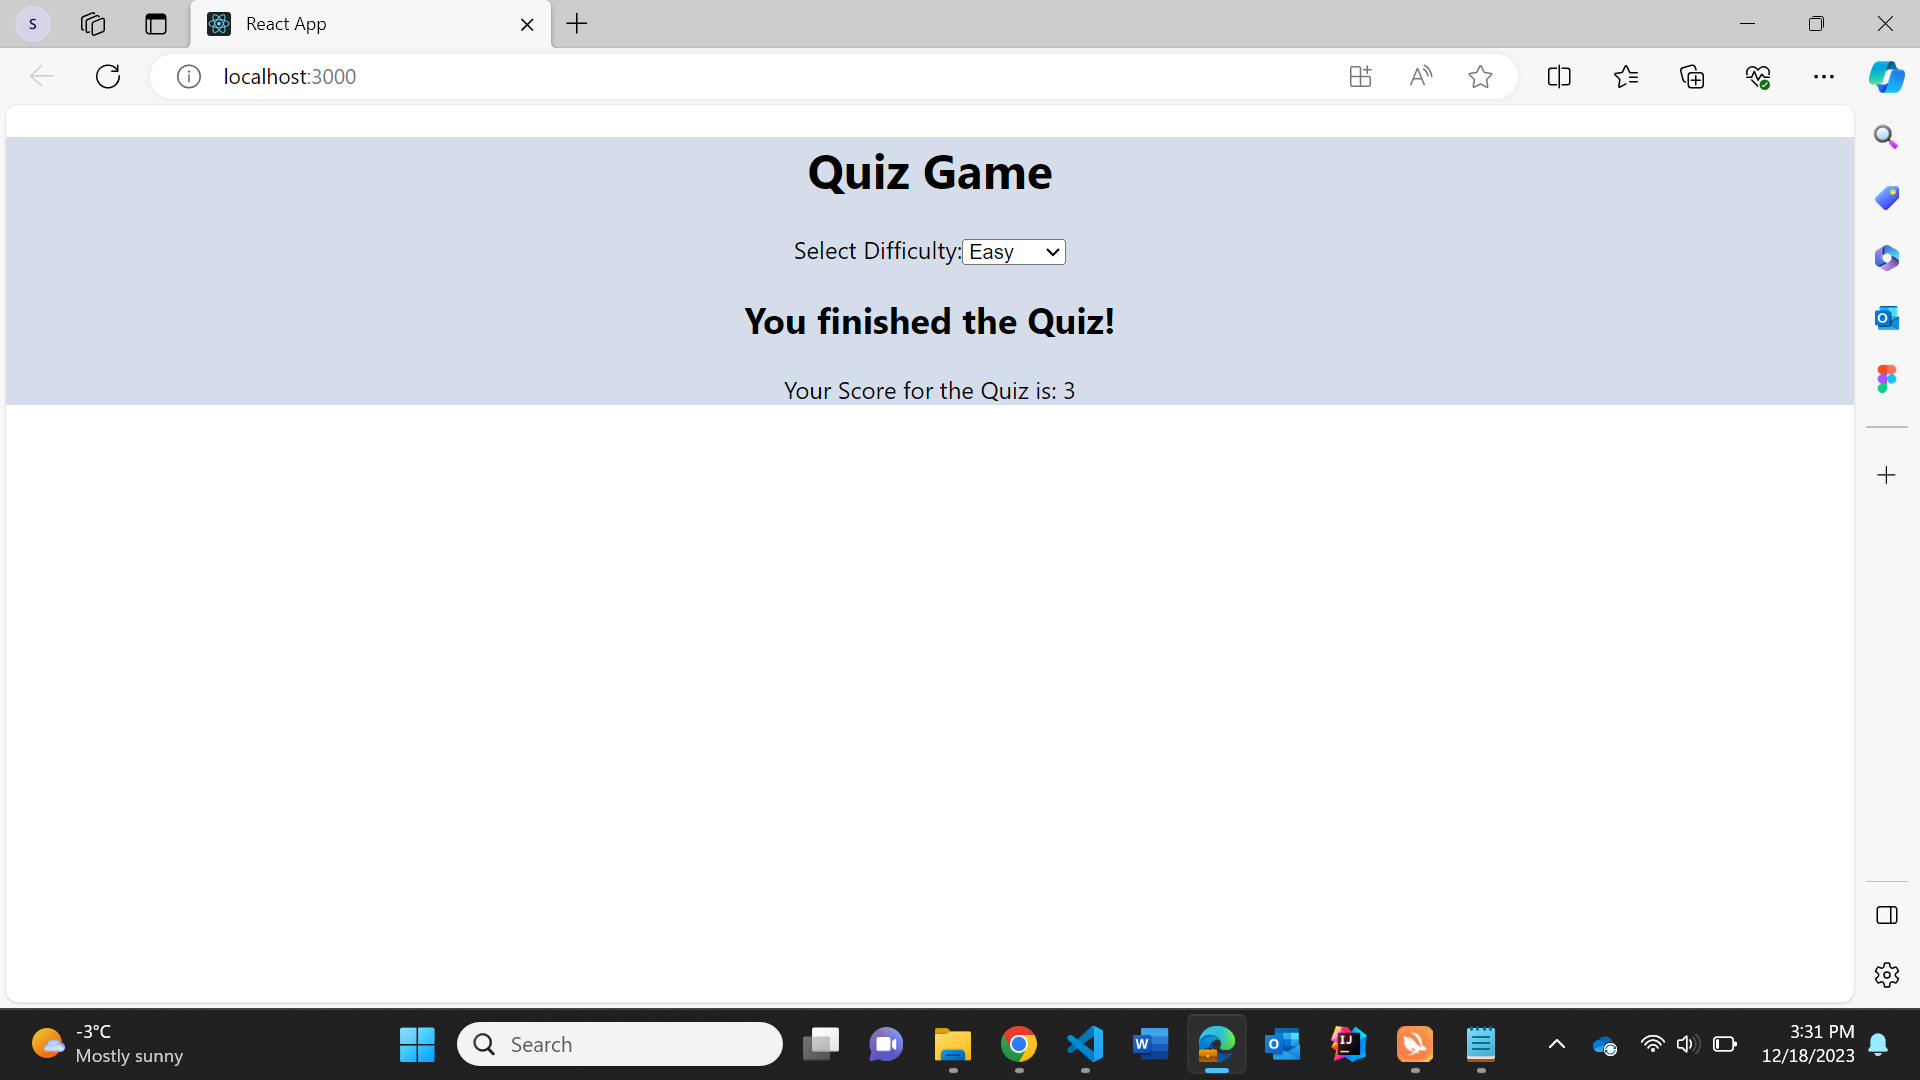 S
React App
localhost:3000
Quiz Game
Select Difficulty: Easy
You finished the Quiz!
Your Score for the Quiz is: 3
-3°C
Mostly sunny
Search
3:31 PM
12/18/2023